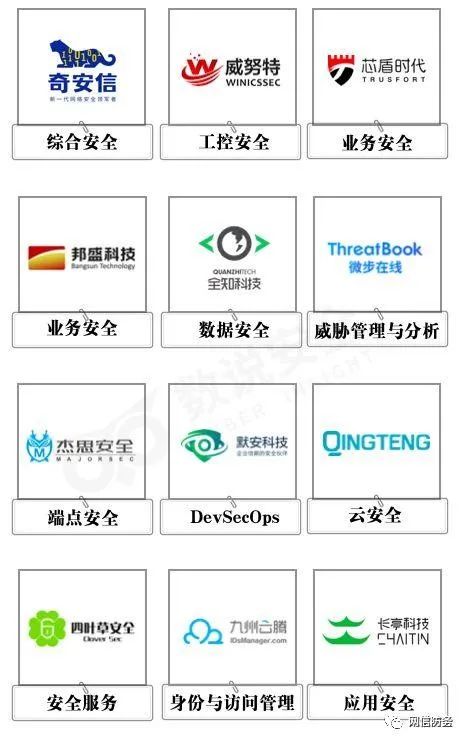 奇安信
新一代网络安全领军者
综合安全
威努特
WINICSSEC
工控安全
芯盾时代
TRUSFORT
业务安全
邦盛科技
Bangsun Technology
业务安全
QUANZHITECH
全知科技
数据安全
ThreatBook
微步在线
威胁管理与分析
杰思安全
MAJORSEC
端点安全
默安科技
企业信赖的安全伙伴
DevSecOps
QINGTENG
云安全
四叶草安全
Clover Sec
安全服务
九州云腾
IDsManager.com
身份与访问管理
长亭科技
CHAITIN
应用安全
数说安全
网信防务